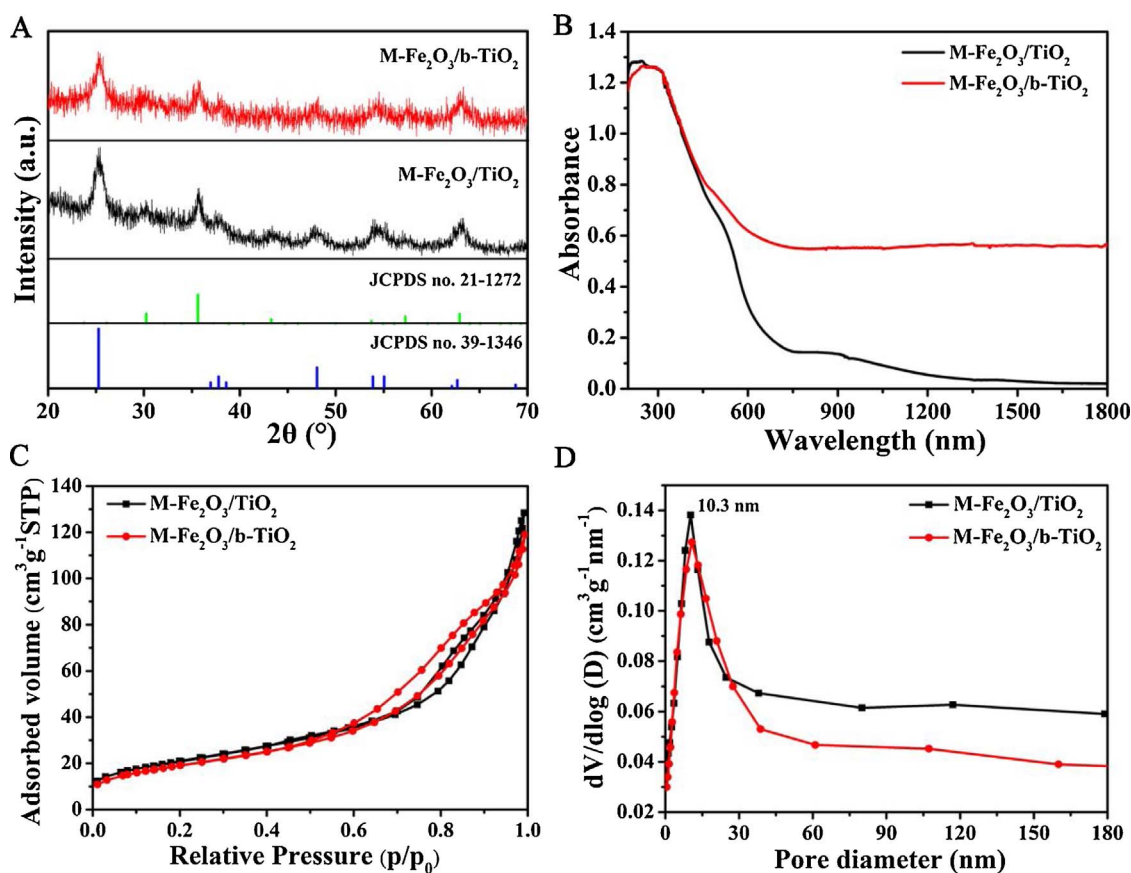 A
Intensity (a.u.)
M-Fe₂O₃/b-TiO₂
M-Fe₂O₃/TiO₂
JCPDS no. 21-1272
JCPDS no. 39-1346
20 30 40 50 60 70
2θ (°)
B
Absorbance
1.4
1.2
1.0
0.8
0.6
0.4
0.2
0.0
M-Fe₂O₃/TiO₂
M-Fe₂O₃/b-TiO₂
300 600 900 1200 1500 1800
Wavelength (nm)
C
Adsorbed volume (cm³g⁻¹STP)
140
120
100
80
60
40
20
0
M-Fe₂O₃/TiO₂
M-Fe₂O₃/b-TiO₂
0.0 0.2 0.4 0.6 0.8 1.0
Relative Pressure (p/p₀)
D
dV/dlog (D) (cm³g⁻¹nm⁻¹)
0.14
0.12
0.10
0.08
0.06
0.04
0.02
10.3 nm
M-Fe₂O₃/TiO₂
M-Fe₂O₃/b-TiO₂
0 30 60 90 120 150 180
Pore diameter (nm)